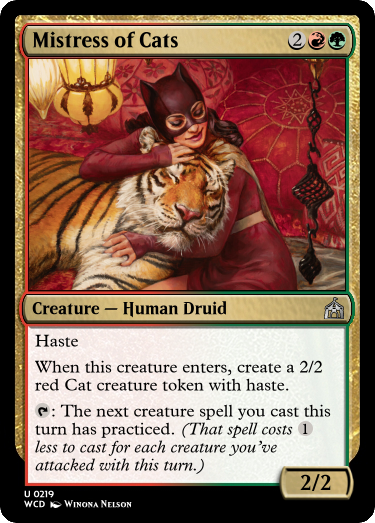 Mistress of Cats 2
Creature — Human Druid
Haste
When this creature enters, create a 2/2
red Cat creature token with haste.
: The next creature spell you cast this
turn has practiced. (That spell costs 1
less to cast for each creature you've
attacked with this turn.)
2/2
U 0219
WCD Winona Nelson